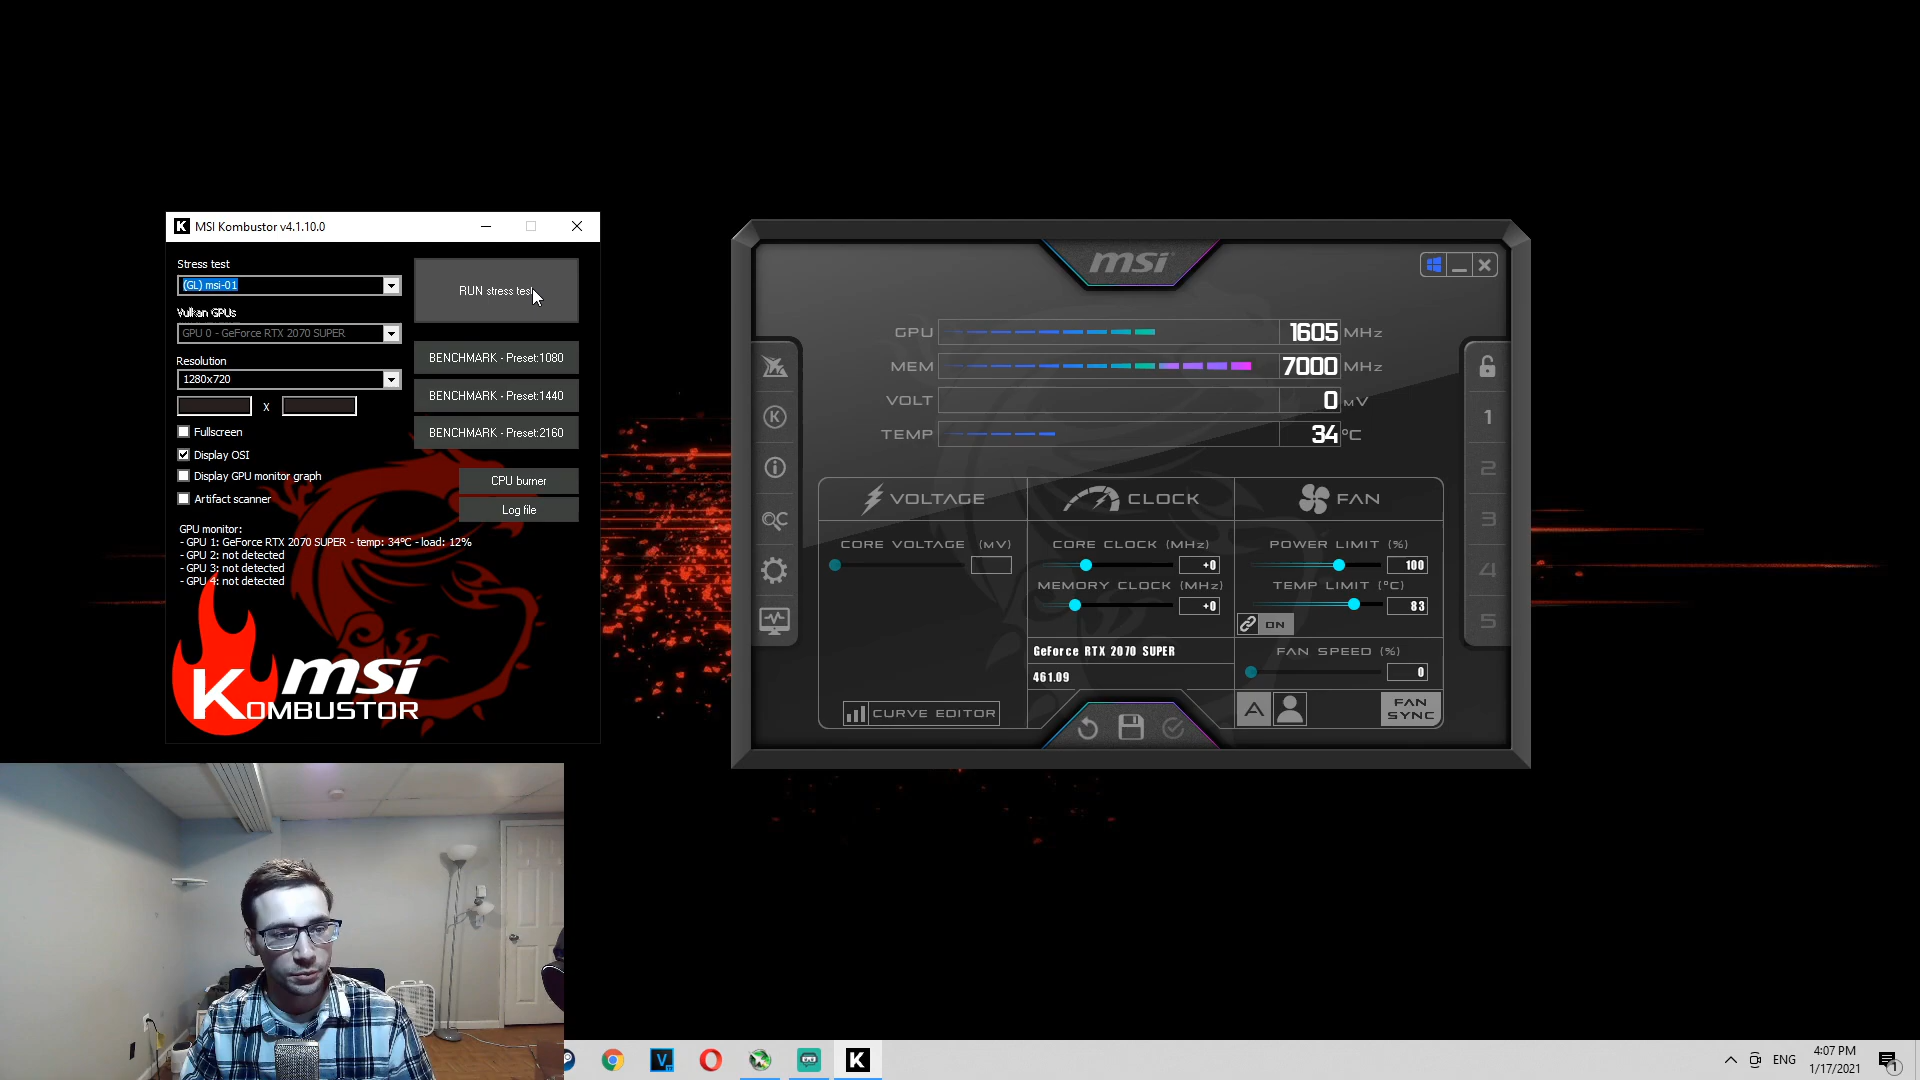 K MSI Kombustor v4.1.10.0
Stress test
(GL) msi-01
RUN stress test
Vulkan GPUs
GPU 0 - GeForce RTX 2070 SUPER
Resolution
1280x720
X
BENCHMARK - Preset:1080
BENCHMARK - Preset:1440
BENCHMARK - Preset:2160
Fullscreen
Display OSI
Display GPU monitor graph
Artifact scanner
CPU burner
Log file
GPU monitor:
- GPU 1: GeForce RTX 2070 SUPER - temp: 34ºC - load: 12%
- GPU 2: not detected
- GPU 3: not detected
- GPU 4: not detected
msi
KOMBUSTOR
msi
GPU 1605 MHz
MEM 7000 MHz
VOLT 0 MV
TEMP 34 °C
K
i
OC
1
2
3
4
5
VOLTAGE
CORE VOLTAGE (MV)
CURVE EDITOR
CLOCK
CORE CLOCK (MHz)
+0
MEMORY CLOCK (MHz)
+0
GeForce RTX 2070 SUPER
461.09
FAN
POWER LIMIT (%)
100
TEMP LIMIT (°C)
83
ON
FAN SPEED (%)
0
A
FAN SYNC
V
K
ENG
4:07 PM
1/17/2021
1